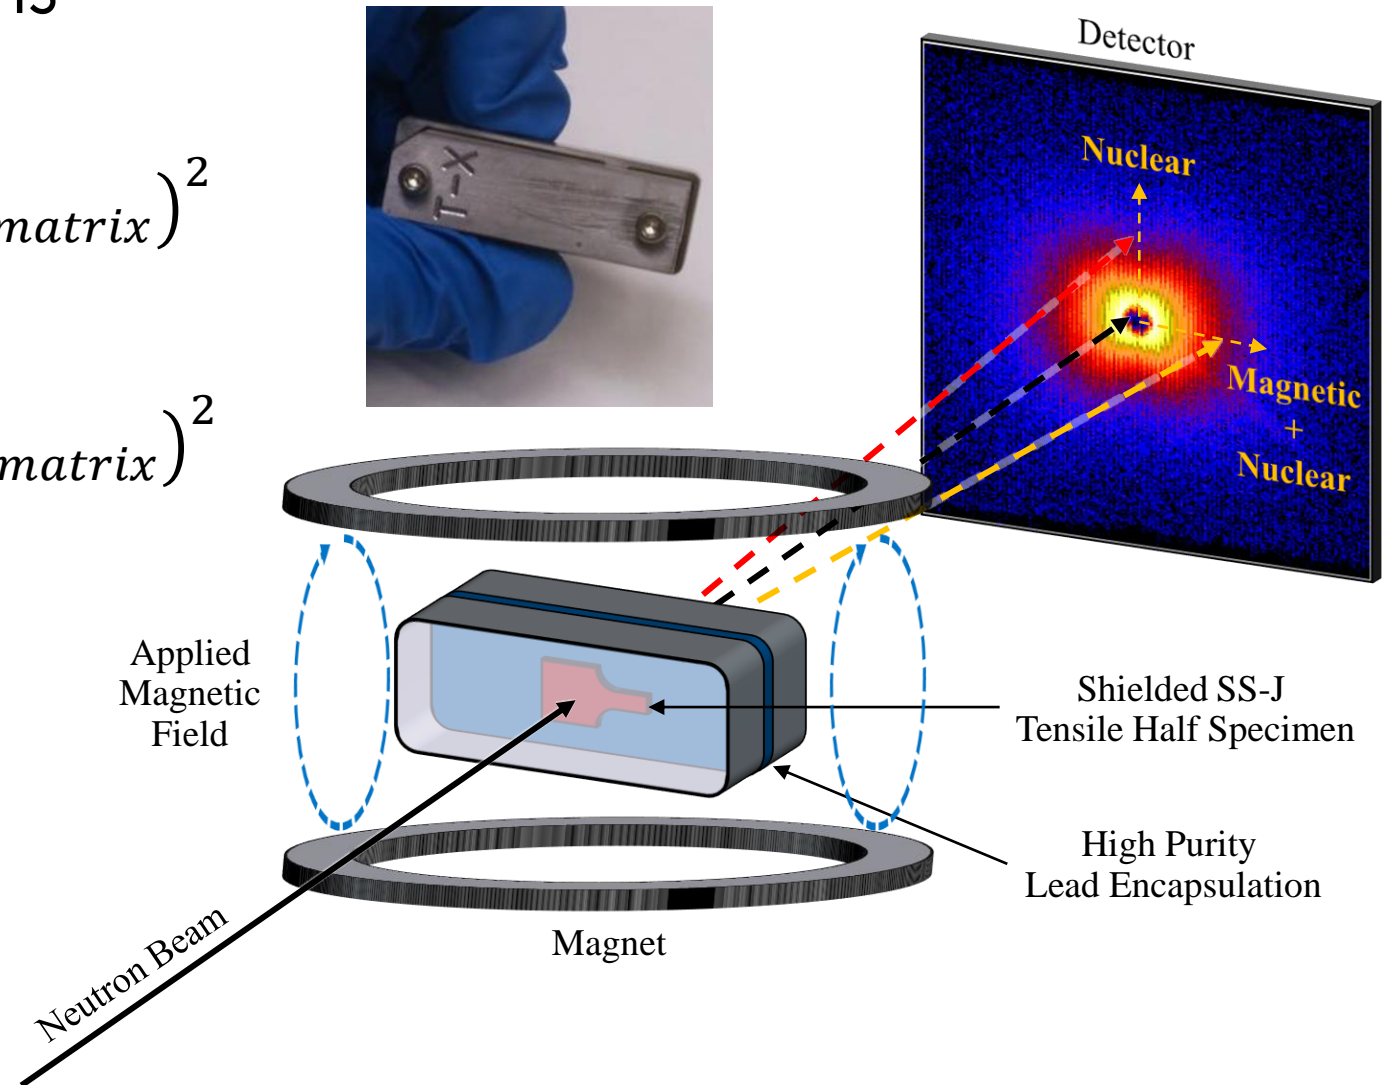 matrix)²
matrix)²
X
T-
Detector
Nuclear
Magnetic
+
Nuclear
Applied
Magnetic
Field
Shielded SS-J
Tensile Half Specimen
High Purity
Lead Encapsulation
Magnet
Neutron Beam